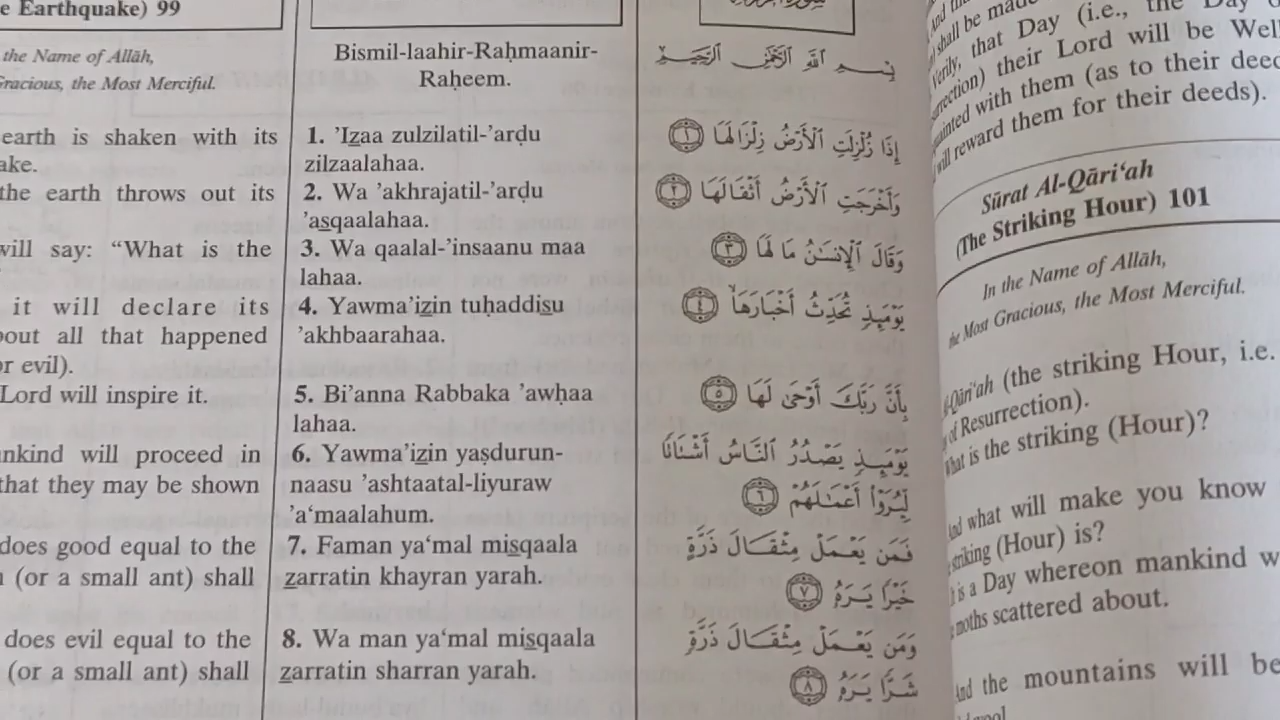 e Earthquake) 99
the Name of Allāh,
Gracious, the Most Merciful.
earth is shaken with its
ake.
the earth throws out its
will say: “What is the
it will declare its
bout all that happened
or evil).
Lord will inspire it.
nkind will proceed in
that they may be shown
does good equal to the
(or a small ant) shall
does evil equal to the
(or a small ant) shall
Bismil-laahir-Raḥmaanir-
Raḥeem.
1. ’Izaa zulzilatil-’arḍu
zilzaalahaa.
2. Wa ’akhrajatil-’arḍu
’asqaalahaa.
3. Wa qaalal-’insaanu maa
lahaa.
4. Yawma’izin tuḥaddisu
’akhbaarahaa.
5. Bi’anna Rabbaka ’awḥaa
lahaa.
6. Yawma’izin yaṣdurun-
naasu ’ashtaatal-liyuraw
’a‘maalahum.
7. Faman ya‘mal misqaala
zarratin khayran yarah.
8. Wa man ya‘mal misqaala
zarratin sharran yarah.
بِسْمِ ٱللَّهِ ٱلرَّحْمَٰنِ ٱلرَّحِيمِ
إِذَا زُلْزِلَتِ ٱلْأَرْضُ زِلْزَالَهَا ١
وَأَخْرَجَتِ ٱلْأَرْضُ أَثْقَالَهَا ٢
وَقَالَ ٱلْإِنسَٰنُ مَا لَهَا ٣
يَوْمَئِذٍ تُحَدِّثُ أَخْبَارَهَا ٤
بِأَنَّ رَبَّكَ أَوْحَىٰ لَهَا ٥
يَوْمَئِذٍ يَصْدُرُ ٱلنَّاسُ أَشْتَاتًا
لِّيُرَوْا۟ أَعْمَٰلَهُمْ ٦
فَمَن يَعْمَلْ مِثْقَالَ ذَرَّةٍ
خَيْرًا يَرَهُۥ ٧
وَمَن يَعْمَلْ مِثْقَالَ ذَرَّةٍ
شَرًّا يَرَهُۥ ٨
shall be made
that Day (i.e., the Day
their Lord will be Well
with them (as to their deed
will reward them for their deeds).
Sūrat Al-Qāri‘ah
(The Striking Hour) 101
In the Name of Allāh,
the Most Gracious, the Most Merciful.
Qāri‘ah (the striking Hour, i.e.
of Resurrection).
What is the striking (Hour)?
And what will make you know
striking (Hour) is?
is a Day whereon mankind w
moths scattered about.
And the mountains will be